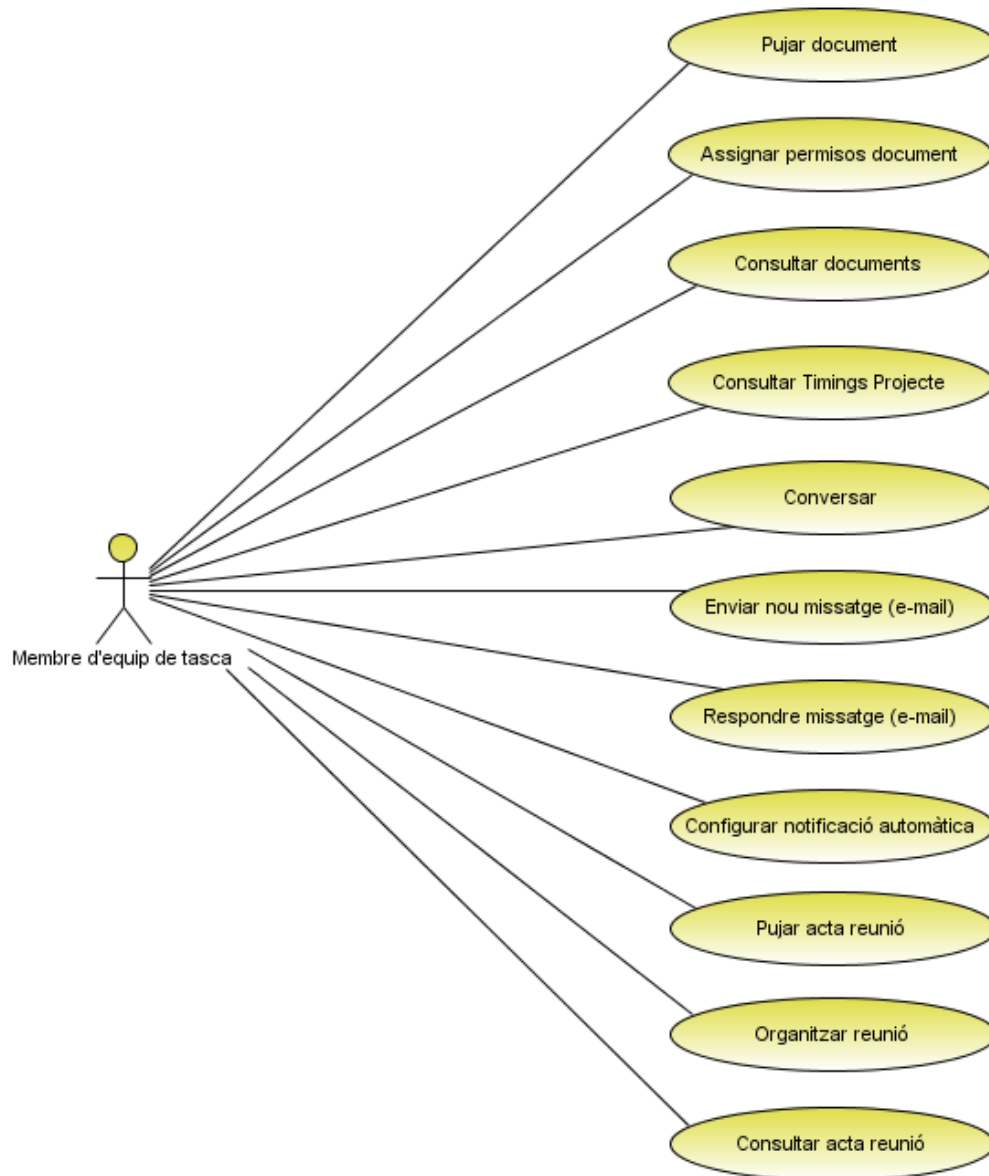 Pujar document
Assignar permisos document
Consultar documents
Consultar Timings Projecte
Conversar
Enviar nou missatge (e-mail)
Membre d'equip de tasca
Respondre missatge (e-mail)
Configurar notificació automàtica
Pujar acta reunió
Organitzar reunió
Consultar acta reunió